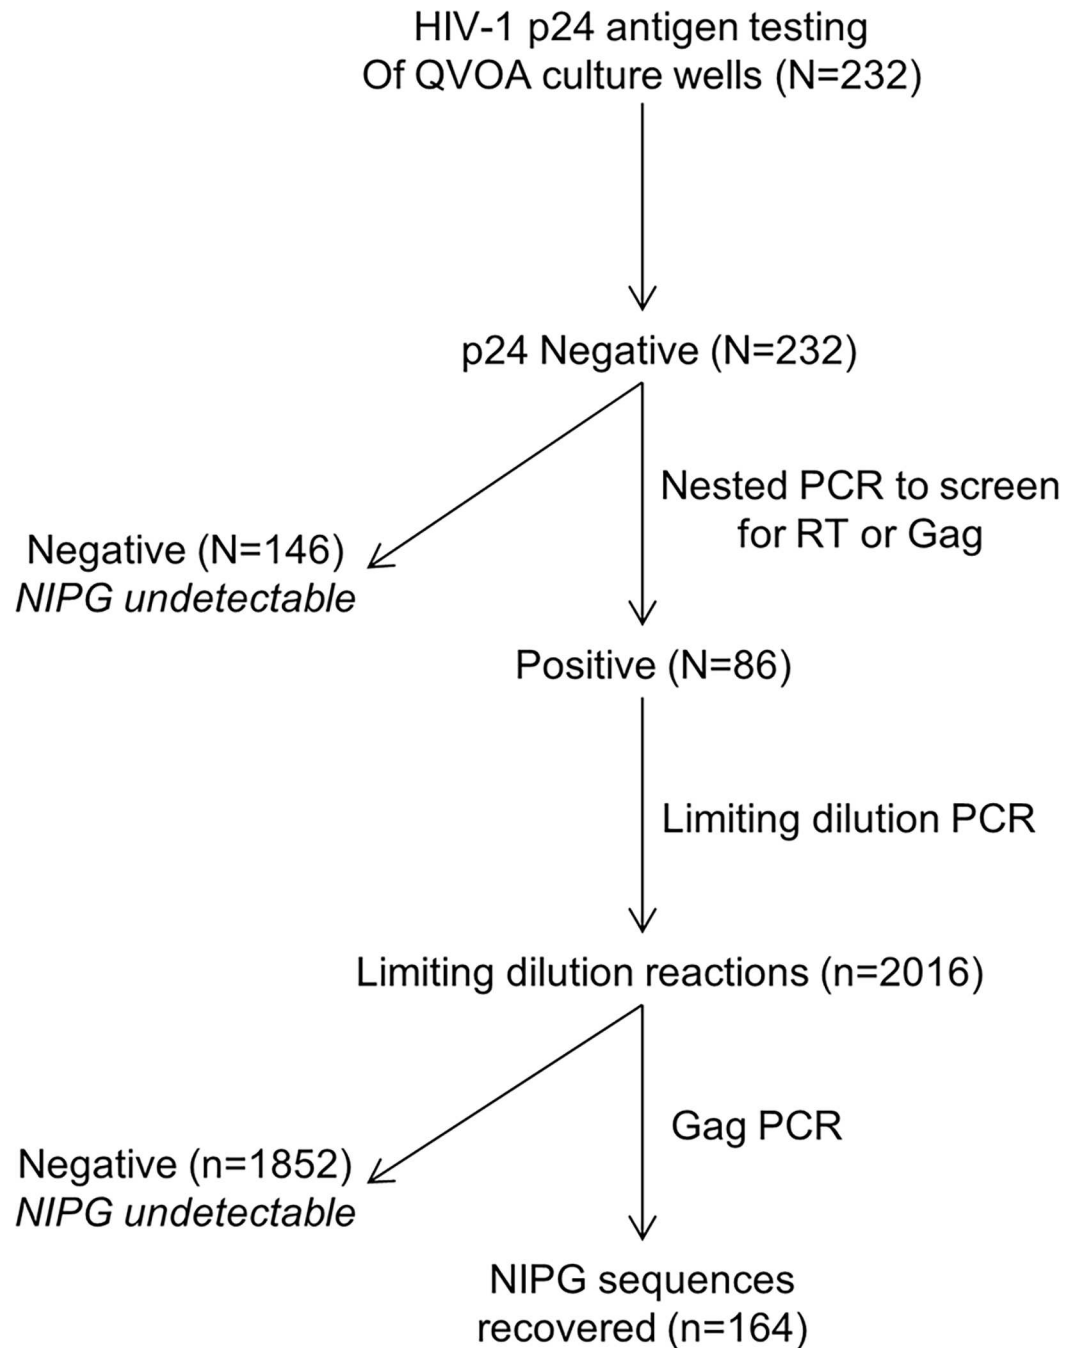 HIV-1 p24 antigen testing
Of QVOA culture wells (N=232)
p24 Negative (N=232)
Nested PCR to screen
for RT or Gag
Negative (N=146)
NIPG undetectable
Positive (N=86)
Limiting dilution PCR
Limiting dilution reactions (n=2016)
Gag PCR
Negative (n=1852)
NIPG undetectable
NIPG sequences
recovered (n=164)